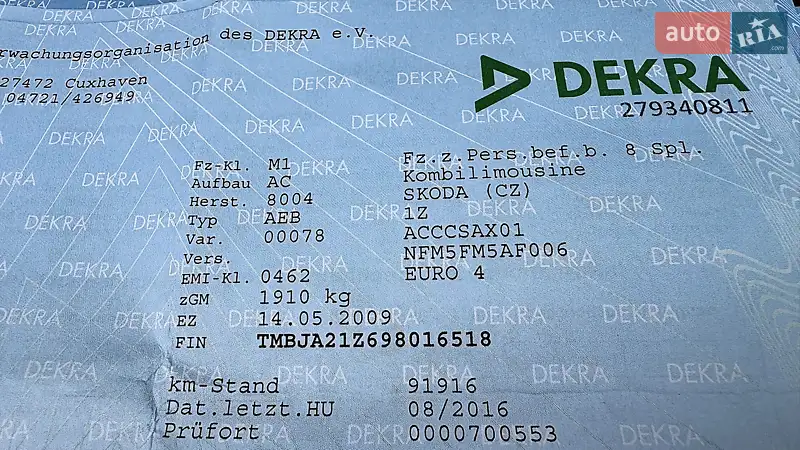 auto RIA .com
rwachungsorganisation des DEKRA e.V.
27472 Cuxhaven
04721/426949
DEKRA
279340811
Fz-Kl. M1 Fz.z.Pers.bef.b. 8 Spl.
Aufbau AC Kombilimousine
Herst. 8004 SKODA (CZ)
Typ AEB 1Z
Var. 00078 ACCCSAX01
Vers. NFM5FM5AF006
EMI-Kl. 0462 EURO 4
zGM 1910 kg
EZ 14.05.2009
FIN TMBJA21Z698016518
km-Stand 91916
Dat.letzt.HU 08/2016
Prüfort 0000700553